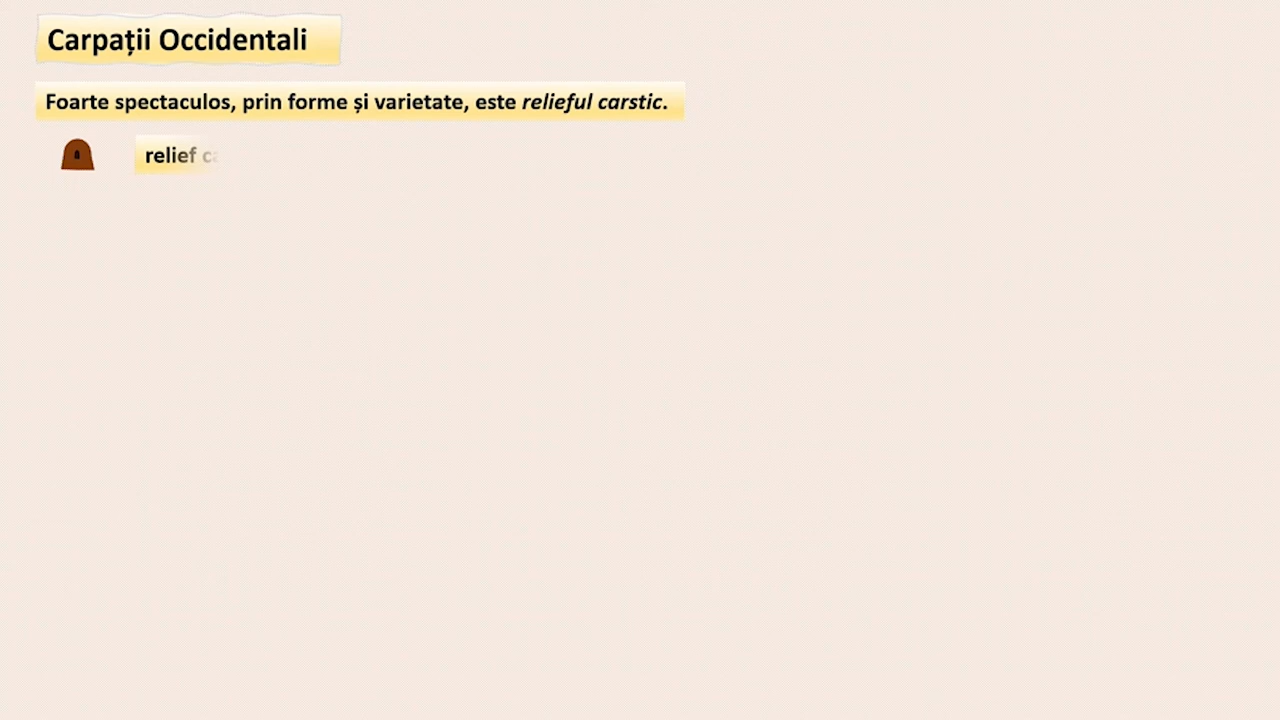 Carpații Occidentali
Foarte spectaculos, prin forme și varietate, este relieful carstic.
relief